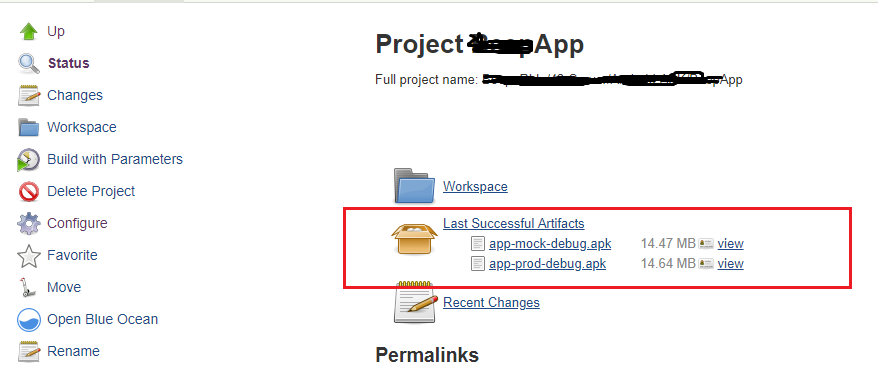 Up
Status
Changes
Workspace
Build with Parameters
Delete Project
Configure
Favorite
Move
Open Blue Ocean
Rename
Project App
Full project name: App
Workspace
Last Successful Artifacts
app-mock-debug.apk 14.47 MB view
app-prod-debug.apk 14.64 MB view
Recent Changes
Permalinks